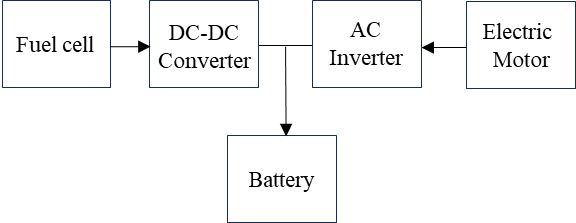 Fuel cell
DC-DC
Converter
AC
Inverter
Electric
Motor
Battery